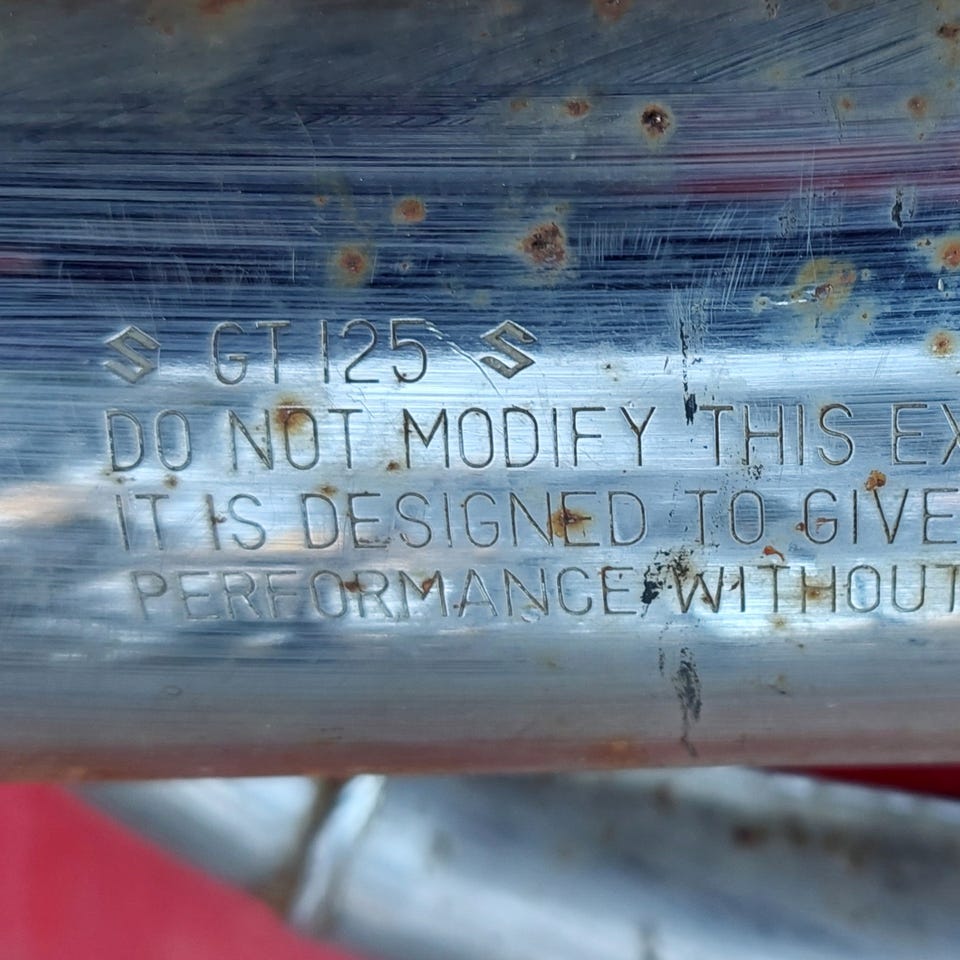 GT125
DO NOT MODIFY THIS EX
IT IS DESIGNED TO GIVE
PERFORMANCE WITHOUT